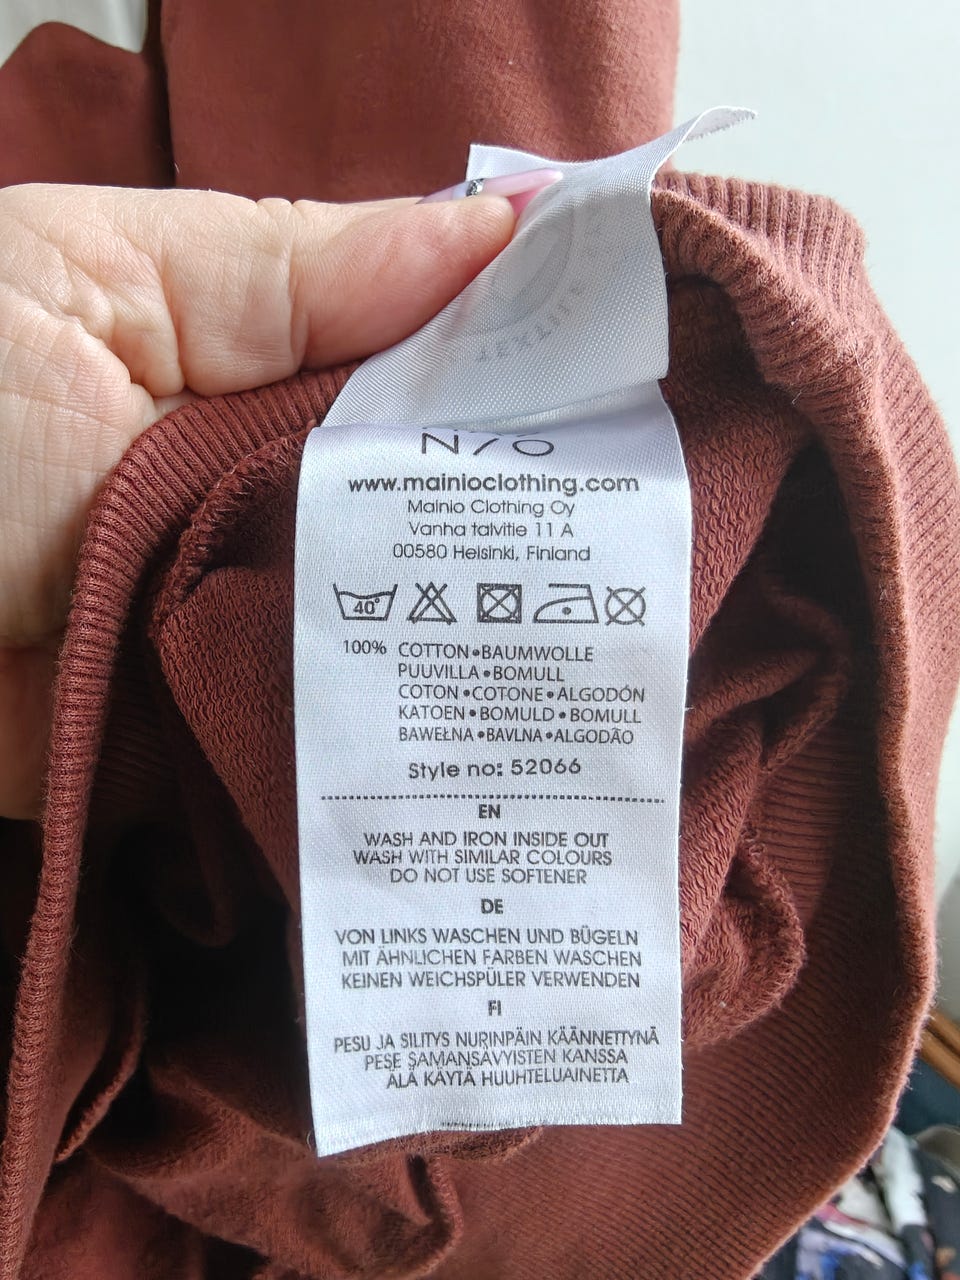 N/O
www.mainioclothing.com
Mainio Clothing Oy
Vanha talvitie 11 A
00580 Helsinki, Finland
40°
100% COTTON•BAUMWOLLE
PUUVILLA•BOMULL
COTON•COTONE•ALGODÓN
KATOEN•BOMULD•BOMULL
BAWEŁNA•BAVLNA•ALGODÃO
Style no: 52066
EN
WASH AND IRON INSIDE OUT
WASH WITH SIMILAR COLOURS
DO NOT USE SOFTENER
DE
VON LINKS WASCHEN UND BÜGELN
MIT ÄHNLICHEN FARBEN WASCHEN
KEINEN WEICHSPÜLER VERWENDEN
FI
PESU JA SILITYS NURINPÄIN KÄÄNNETTYNÄ
PESE SAMANSÄVYISTEN KANSSA
ÄLÄ KÄYTÄ HUUHTELUAINETTA